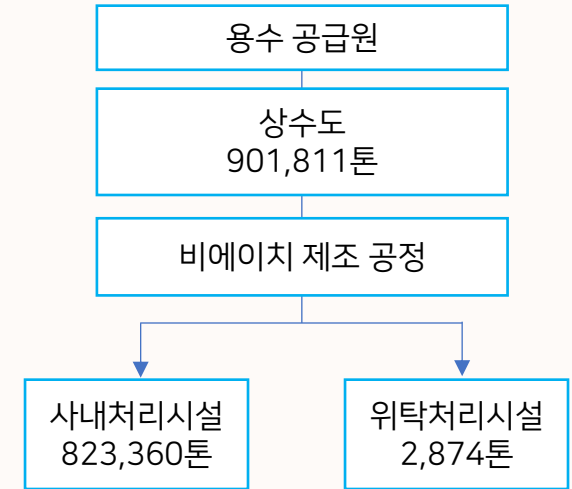 용수 공급원
상수도
901,811톤
비에이치 제조 공정
사내처리시설
823,360톤
위탁처리시설
2,874톤